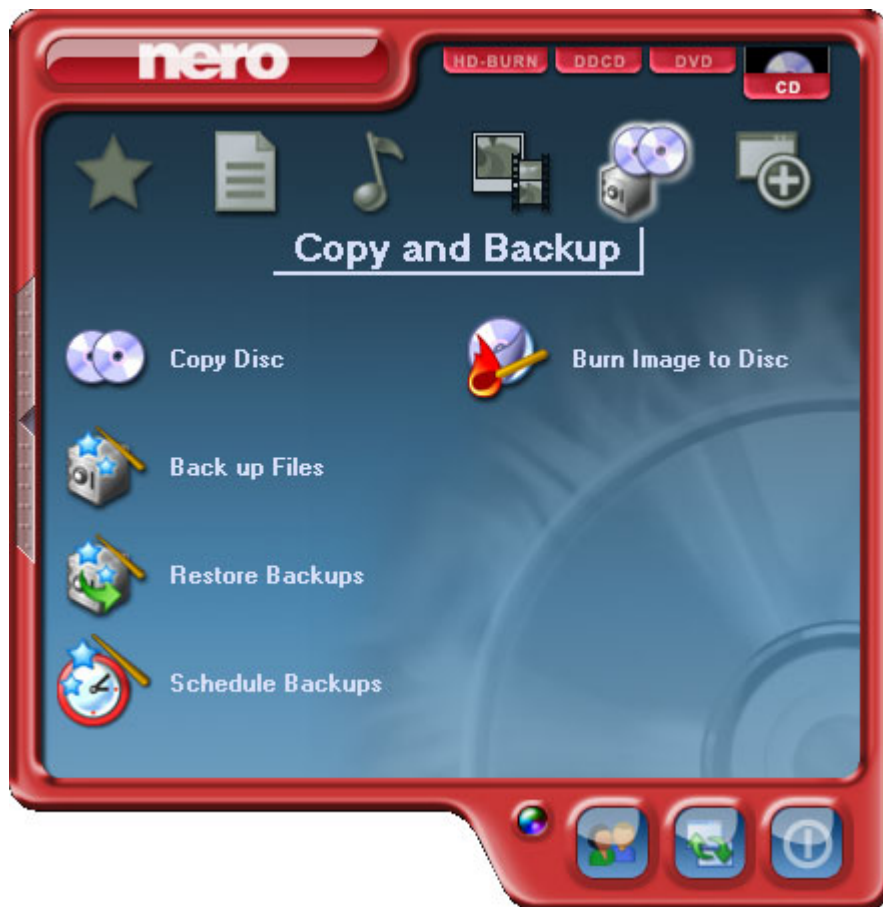 nero
HD-BURN DDCD DVD
CD
Copy and Backup
Copy Disc
Burn Image to Disc
Back up Files
Restore Backups
Schedule Backups